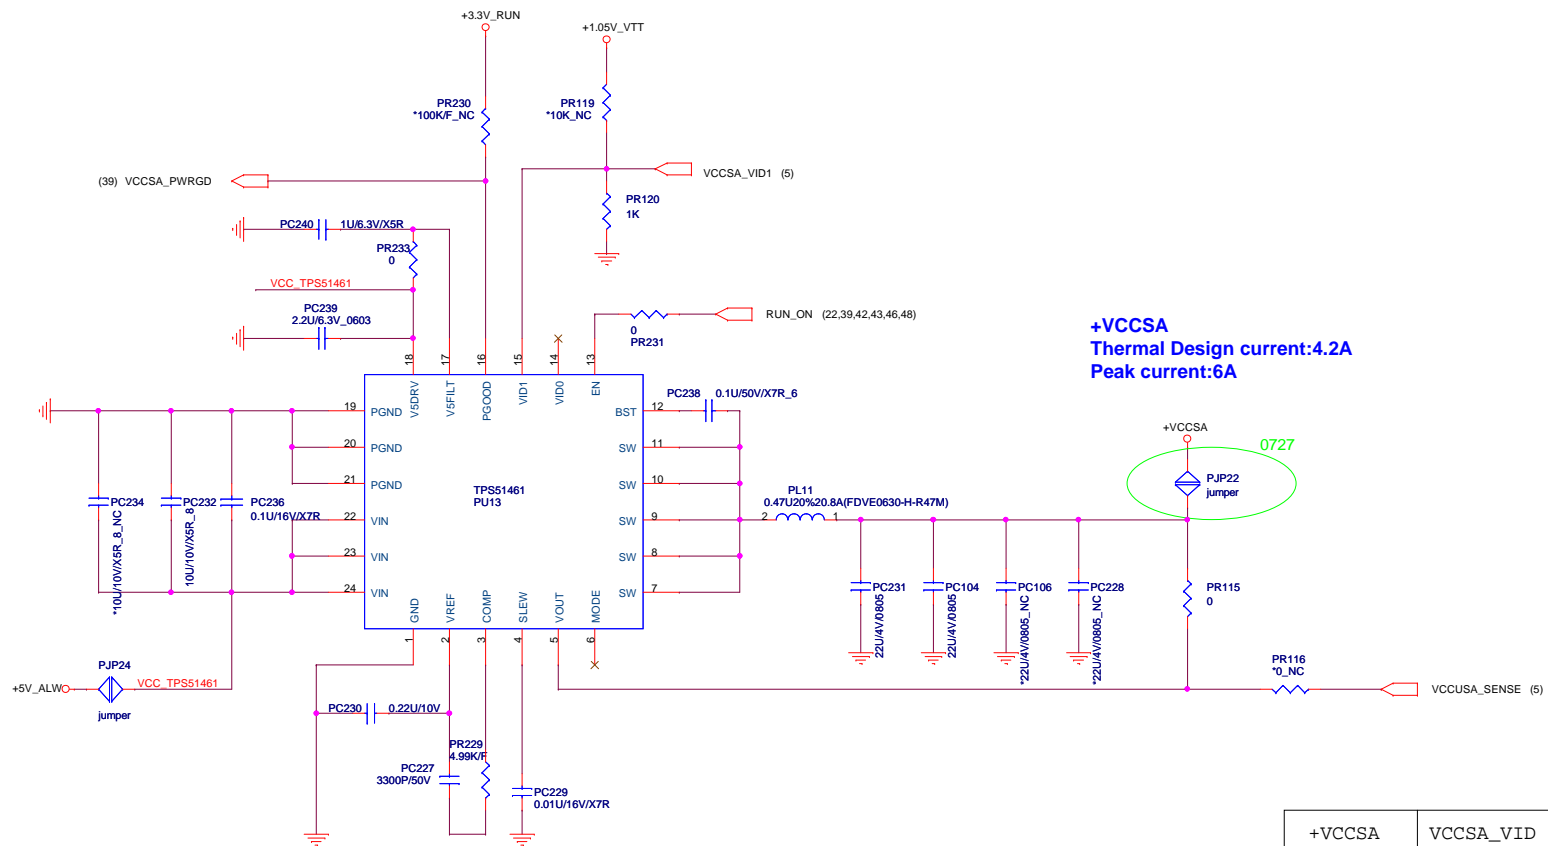 +3.3V_RUN
+1.05V_VTT
PR230
*100K/F_NC
PR119
*10K_NC
(39) VCCSA_PWRGD
VCCSA_VID1 (5)
PR120
1K
PC240
1U/6.3V/X5R
PR233
0
VCC_TPS51461
PC239
2.2U/6.3V_0603
RUN_ON (22,39,42,43,46,48)
0
PR231
+VCCSA
Thermal Design current:4.2A
Peak current:6A
18
17
16
15
14
13
V5DRV
V5FILT
PGOOD
VID1
VID0
EN
PC238
0.1U/50V/X7R_6
19
PGND
BST
12
20
PGND
SW
11
21
PGND
SW
10
22
VIN
SW
9
23
VIN
SW
8
24
VIN
SW
7
TPS51461
PU13
+VCCSA
0727
PJP22
jumper
PL11
0.47U20%20.8A(FDVE0630-H-R47M)
2
1
PC234
*10U/10V/X5R_8_NC
PC232
10U/10V/X5R_8
PC236
0.1U/16V/X7R
GND
VREF
COMP
SLEW
VOUT
MODE
1
2
3
4
5
6
PC231
22U/4V/0805
PC104
22U/4V/0805
PC106
*22U/4V/0805_NC
PC228
*22U/4V/0805_NC
PR115
0
PJP24
+5V_ALW
VCC_TPS51461
jumper
PR116
*0_NC
VCCUSA_SENSE (5)
PC230
0.22U/10V
PR229
4.99K/F
PC227
3300P/50V
PC229
0.01U/16V/X7R
+VCCSA
VCCSA_VID